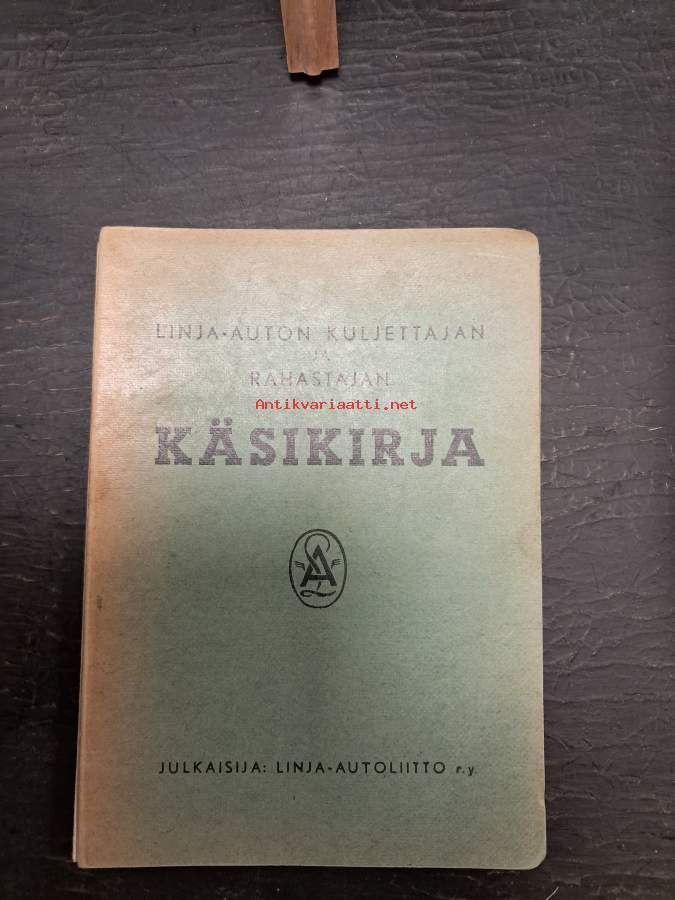 LINJA-AUTON KULJETTAJAN
JA
RAHASTAJAN
Antikvariaatti.net
KÄSIKIRJA
JULKAISIJA: LINJA-AUTOLIITTO r.y.